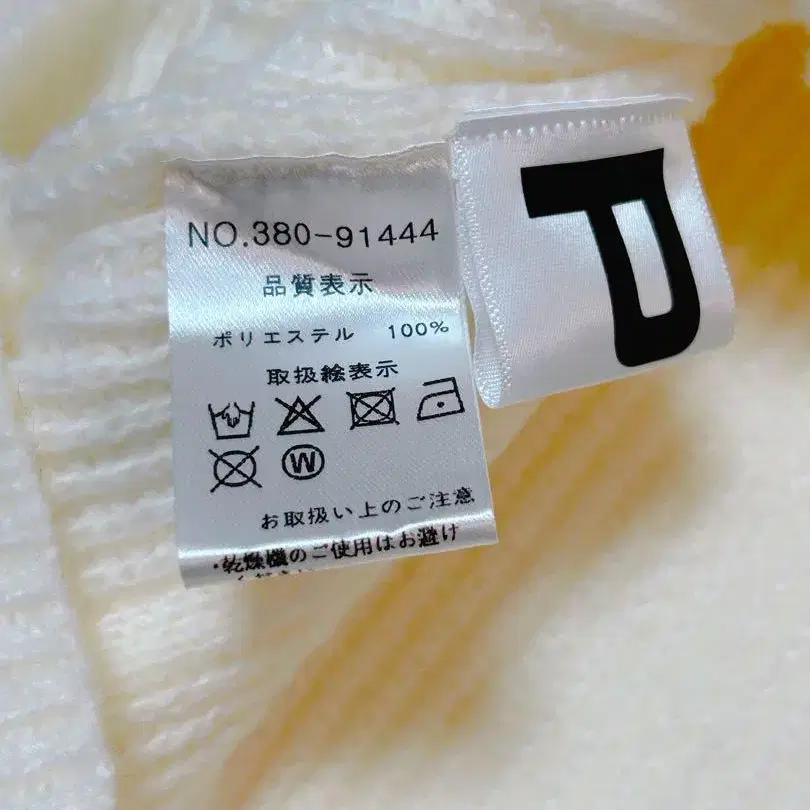 NO.380-91444
品質表示
ポリエステル 100%
取扱絵表示
W
お取扱い上のご注意
・乾燥機のご使用はお避け
P